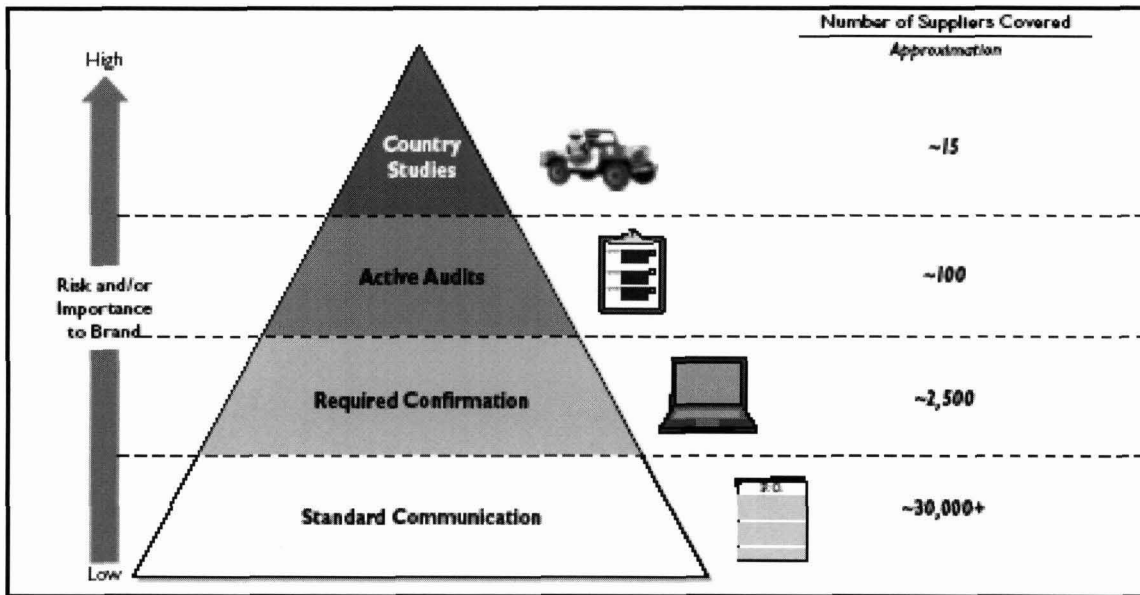 Number of Suppliers Covered
Approximation
High
Country
Studies
~15
Active Audits
~100
Risk and/or
Importance
to Brand
Required Confirmation
~2,500
P.O.
Standard Communication
~30,000+
Low